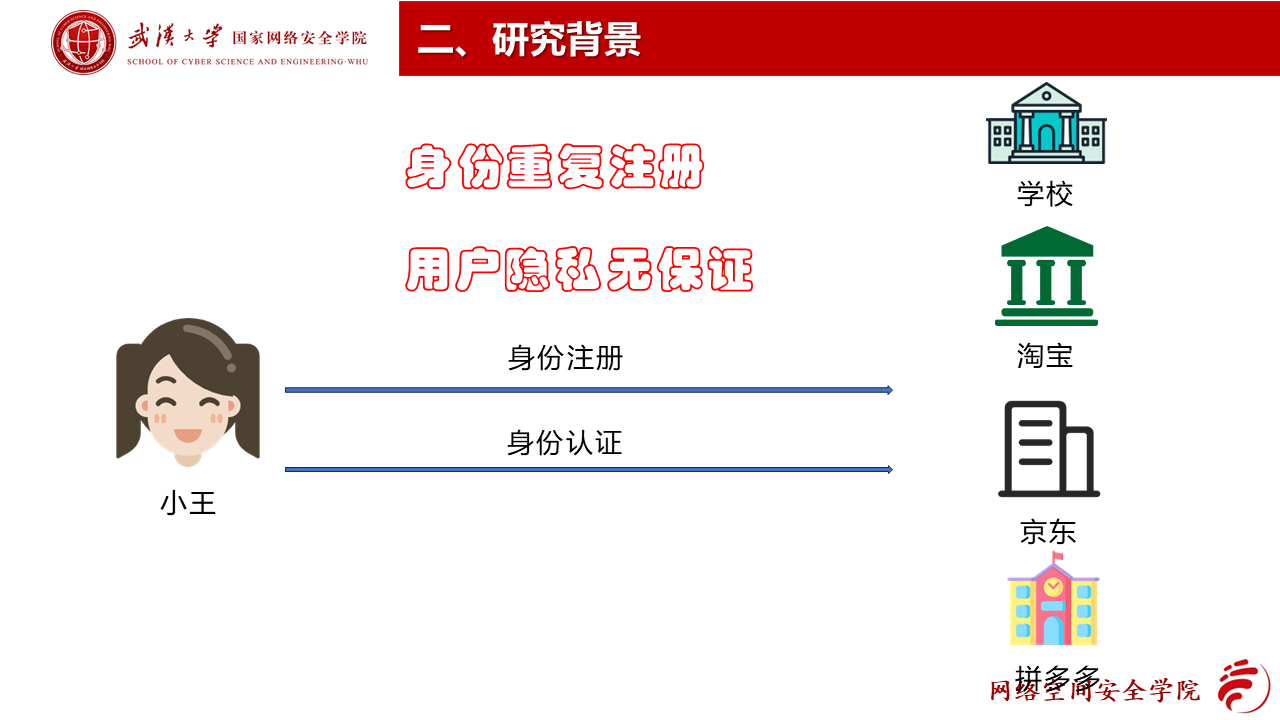 武汉大学 国家网络安全学院
SCHOOL OF CYBER SCIENCE AND ENGINEERING·WHU
二、研究背景
身份重复注册
用户隐私无保证
身份注册
身份认证
小王
学校
淘宝
京东
拼多多
网络空间安全学院